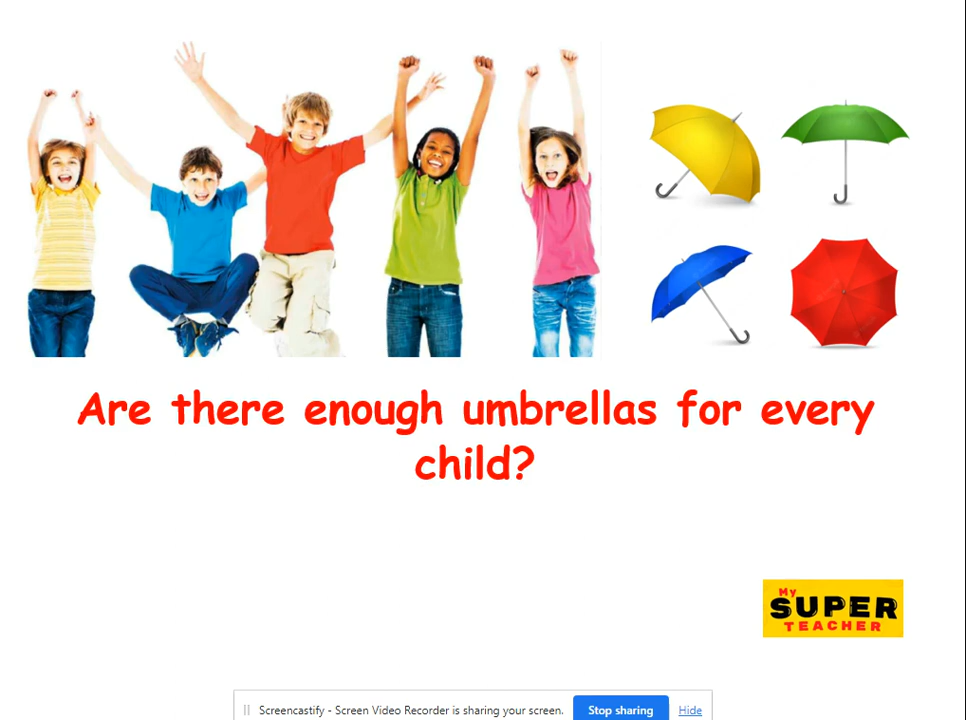 Are there enough umbrellas for every
child?
My
SUPER
TEACHER
Screencastify - Screen Video Recorder is sharing your screen. Stop sharing Hide